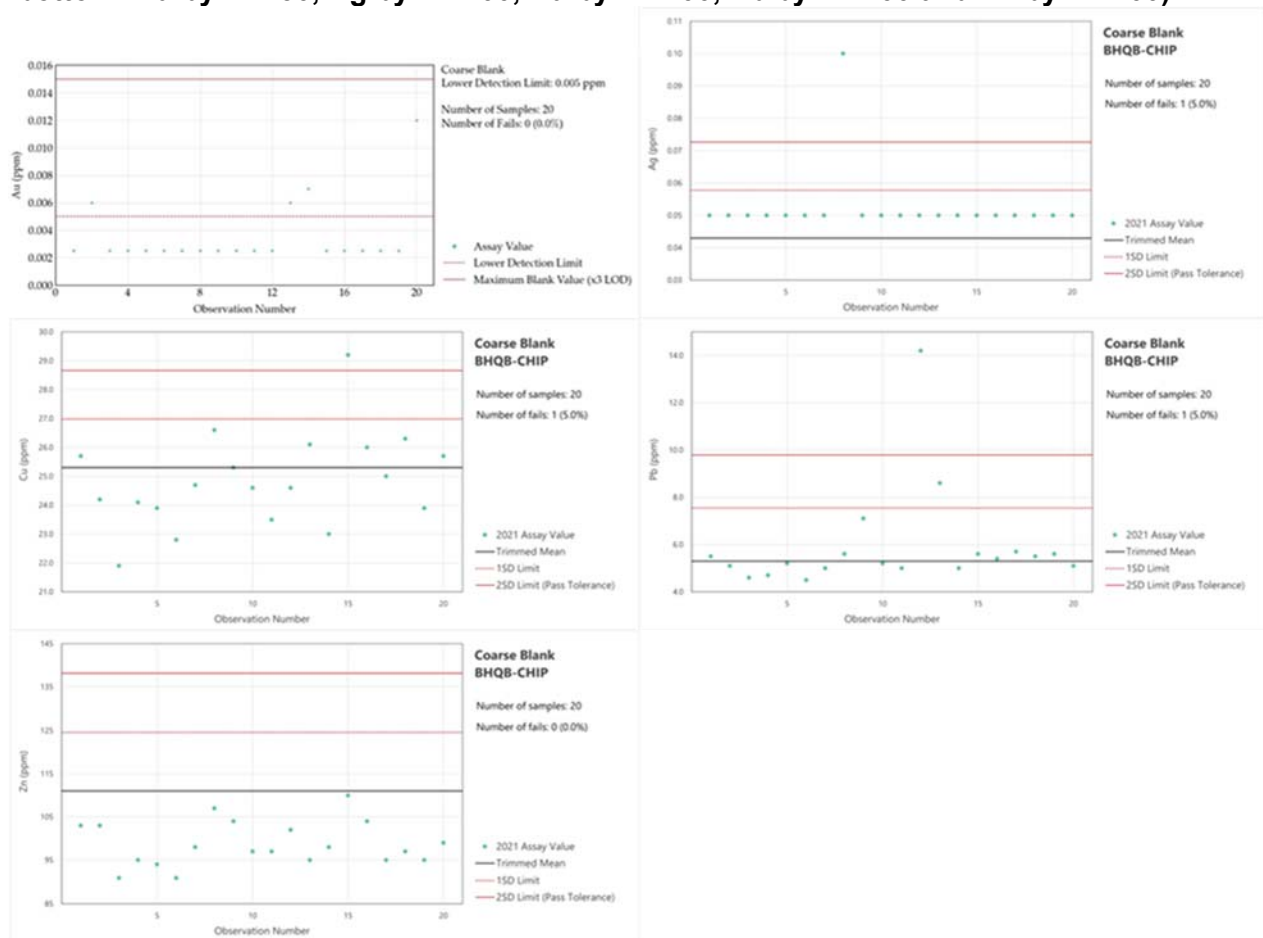 0.016
0.014
0.012
0.010
0.008
0.006
0.004
0.002
0.000
Au (ppm)
0
4
8
12
16
20
Observation Number
Coarse Blank
Lower Detection Limit: 0.005 ppm
Number of Samples: 20
Number of Fails: 0 (0.0%)
Assay Value
Lower Detection Limit
Maximum Blank Value (x3 LOD)
0.11
0.10
0.09
0.08
0.07
0.06
0.05
0.04
0.03
Ag (ppm)
5
10
15
20
Observation Number
Coarse Blank
BHQB-CHIP
Number of samples: 20
Number of fails: 1 (5.0%)
2021 Assay Value
Trimmed Mean
1SD Limit
2SD Limit (Pass Tolerance)
30.0
29.0
28.0
27.0
26.0
25.0
24.0
23.0
22.0
21.0
Cu (ppm)
5
10
15
20
Observation Number
Coarse Blank
BHQB-CHIP
Number of samples: 20
Number of fails: 1 (5.0%)
2021 Assay Value
Trimmed Mean
1SD Limit
2SD Limit (Pass Tolerance)
14.0
12.0
10.0
8.0
6.0
4.0
Pb (ppm)
5
10
15
20
Observation Number
Coarse Blank
BHQB-CHIP
Number of samples: 20
Number of fails: 1 (5.0%)
2021 Assay Value
Trimmed Mean
1SD Limit
2SD Limit (Pass Tolerance)
145
135
125
115
105
95
85
Zn (ppm)
5
10
15
20
Observation Number
Coarse Blank
BHQB-CHIP
Number of samples: 20
Number of fails: 0 (0.0%)
2021 Assay Value
Trimmed Mean
1SD Limit
2SD Limit (Pass Tolerance)